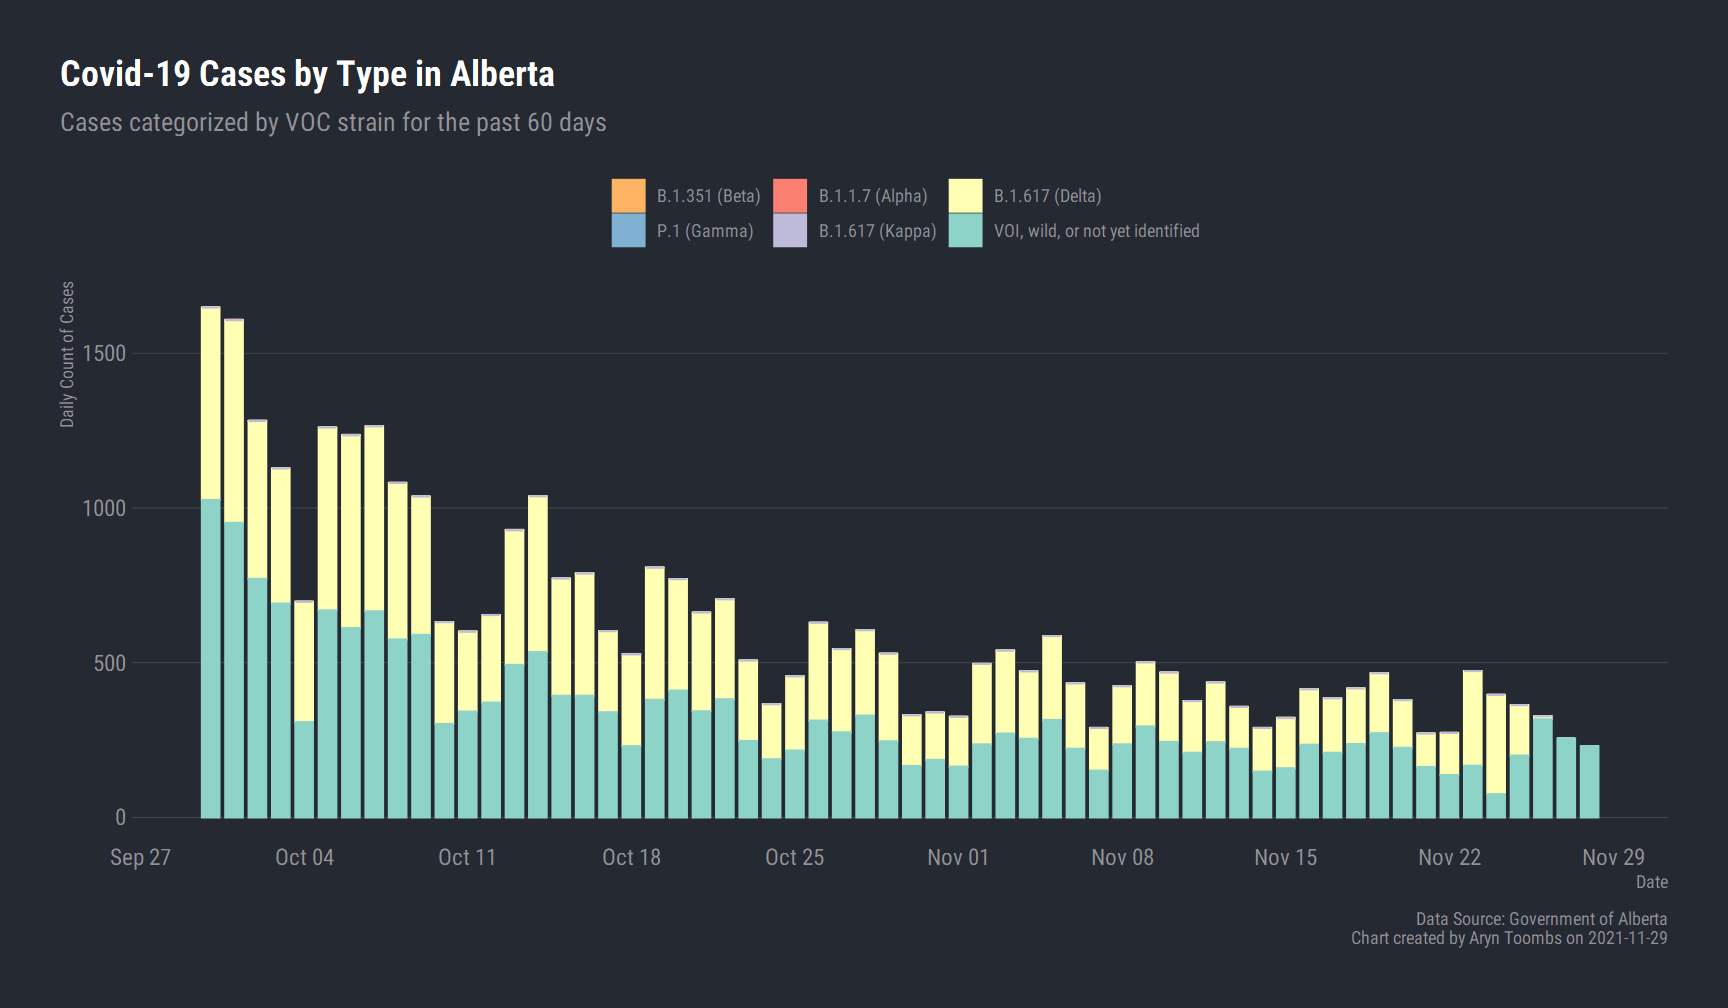 Covid-19 Cases by Type in Alberta
Cases categorized by VOC strain for the past 60 days
B.1.351 (Beta) B.1.1.7 (Alpha) B.1.617 (Delta)
P.1 (Gamma) B.1.617 (Kappa) VOI, wild, or not yet identified
Daily Count of Cases
1500
1000
500
0
Sep 27 Oct 04 Oct 11 Oct 18 Oct 25 Nov 01 Nov 08 Nov 15 Nov 22 Nov 29
Date
Data Source: Government of Alberta
Chart created by Aryn Toombs on 2021-11-29